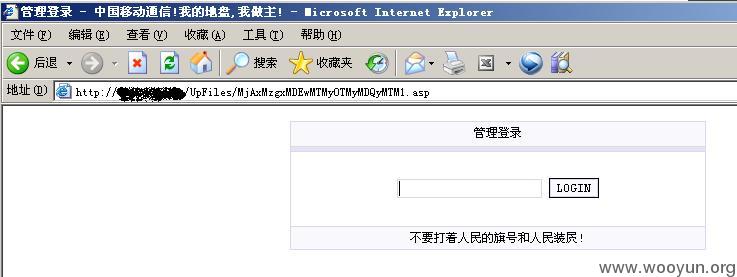 管理登录 - 中国移动通信!我的地盘,我做主! - Microsoft Internet Explorer
文件(F) 编辑(E) 查看(V) 收藏(A) 工具(T) 帮助(H)
后退 搜索 收藏夹
地址(D) http:// /UpFiles/MjAxMzgxMDEwMTMyOTMyMDQyMTM1.asp
管理登录
LOGIN
不要打着人民的旗号和人民装屄!
www.wooyun.org